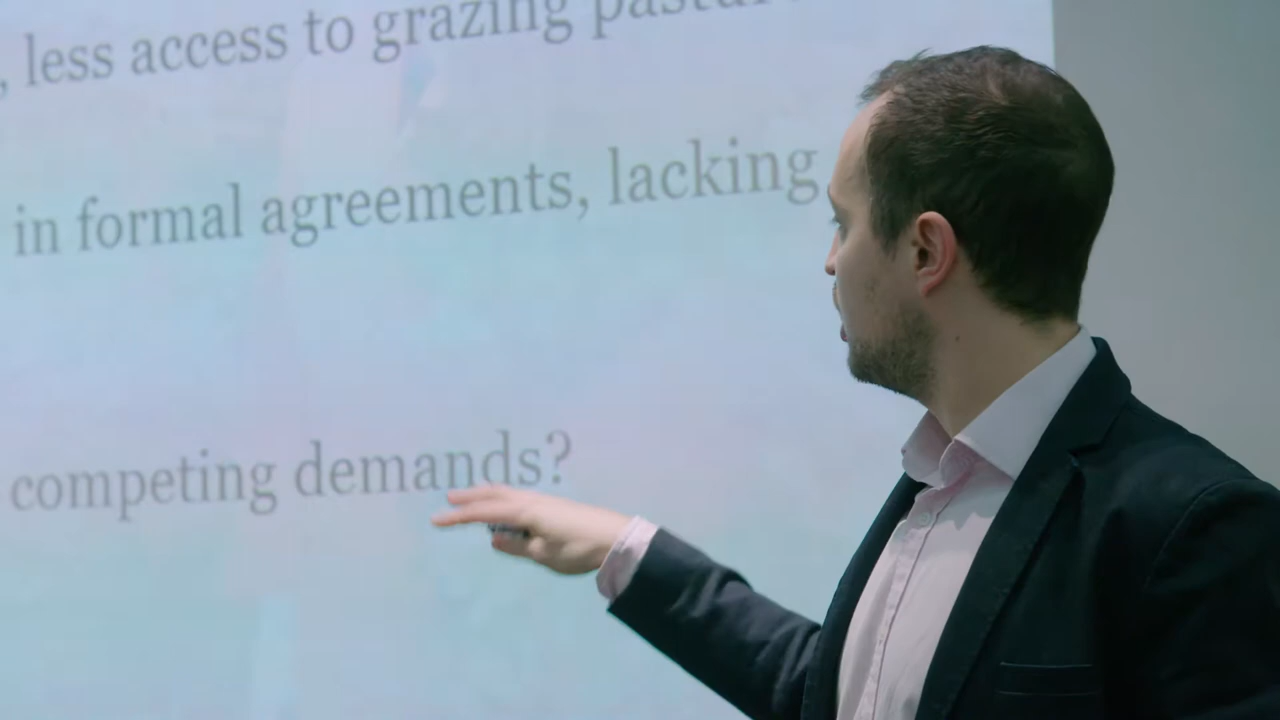 , less access to grazing
in formal agreements, lacking
competing demands?